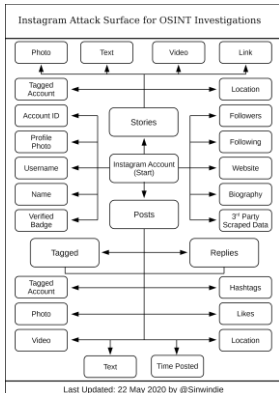 Instagram Attack Surface for OSINT Investigations
Photo
Text
Video
Link
Tagged
Account
Location
Stories
Account ID
Followers
Profile
Photo
Following
Username
Instagram Account
(Start)
Website
Name
Biography
Posts
Verified
Badge
3rd Party
Scraped Data
Tagged
Replies
Tagged
Account
Hashtags
Photo
Likes
Video
Location
Text
Time Posted
Last Updated: 22 May 2020 by @Sinwindie